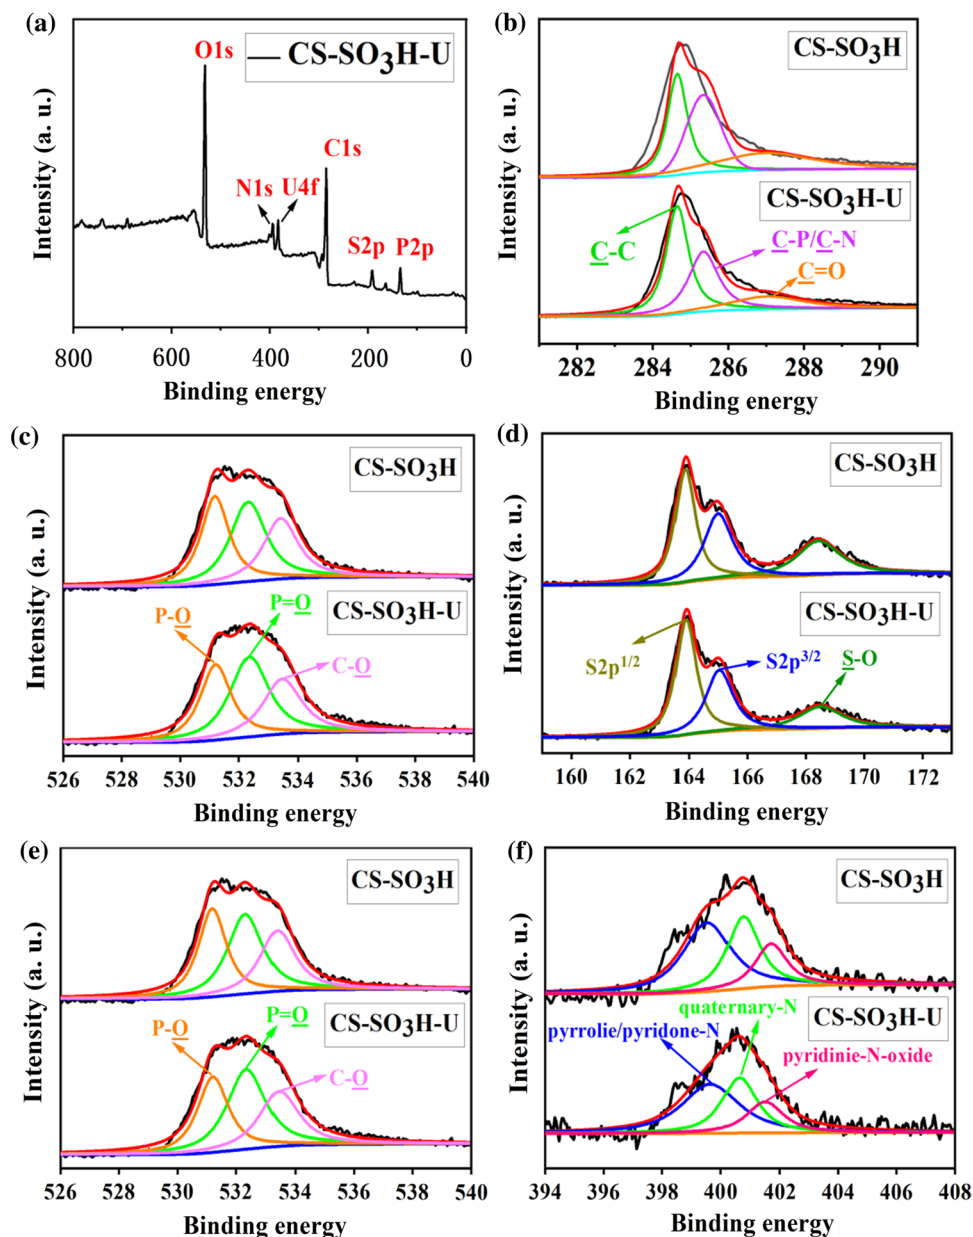 (a)
CS-SO3H-U
O1s
C1s
N1s
U4f
S2p
P2p
Intensity (a. u.)
800 600 400 200 0
Binding energy
(b)
CS-SO3H
CS-SO3H-U
C-C
C-P/C-N
C=O
Intensity (a. u.)
282 284 286 288 290
Binding energy
(c)
CS-SO3H
CS-SO3H-U
P-O
P=O
C-O
Intensity (a. u.)
526 528 530 532 534 536 538 540
Binding energy
(d)
CS-SO3H
CS-SO3H-U
S2p1/2
S2p3/2
S-O
Intensity (a. u.)
160 162 164 166 168 170 172
Binding energy
(e)
CS-SO3H
CS-SO3H-U
P-O
P=O
C-O
Intensity (a. u.)
526 528 530 532 534 536 538 540
Binding energy
(f)
CS-SO3H
quaternary-N
CS-SO3H-U
pyrrolie/pyridone-N
pyridinie-N-oxide
Intensity (a. u.)
394 396 398 400 402 404 406 408
Binding energy